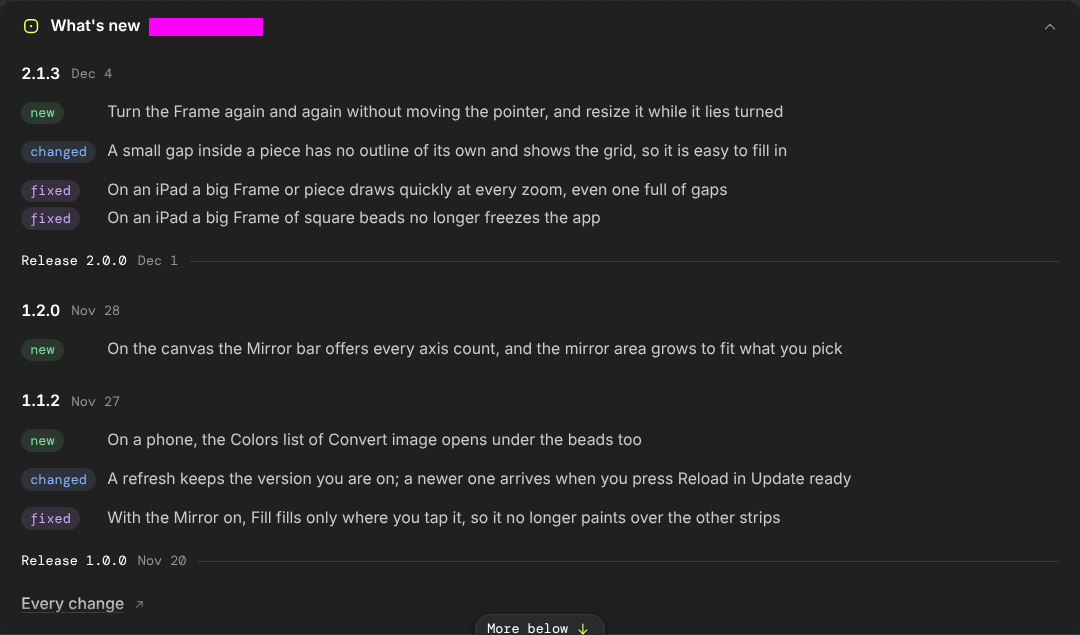 What's new
2.1.3 Dec 4
new Turn the Frame again and again without moving the pointer, and resize it while it lies turned
changed A small gap inside a piece has no outline of its own and shows the grid, so it is easy to fill in
fixed On an iPad a big Frame or piece draws quickly at every zoom, even one full of gaps
fixed On an iPad a big Frame of square beads no longer freezes the app
Release 2.0.0 Dec 1
1.2.0 Nov 28
new On the canvas the Mirror bar offers every axis count, and the mirror area grows to fit what you pick
1.1.2 Nov 27
new On a phone, the Colors list of Convert image opens under the beads too
changed A refresh keeps the version you are on; a newer one arrives when you press Reload in Update ready
fixed With the Mirror on, Fill fills only where you tap it, so it no longer paints over the other strips
Release 1.0.0 Nov 20
Every change ↗
More below ↓